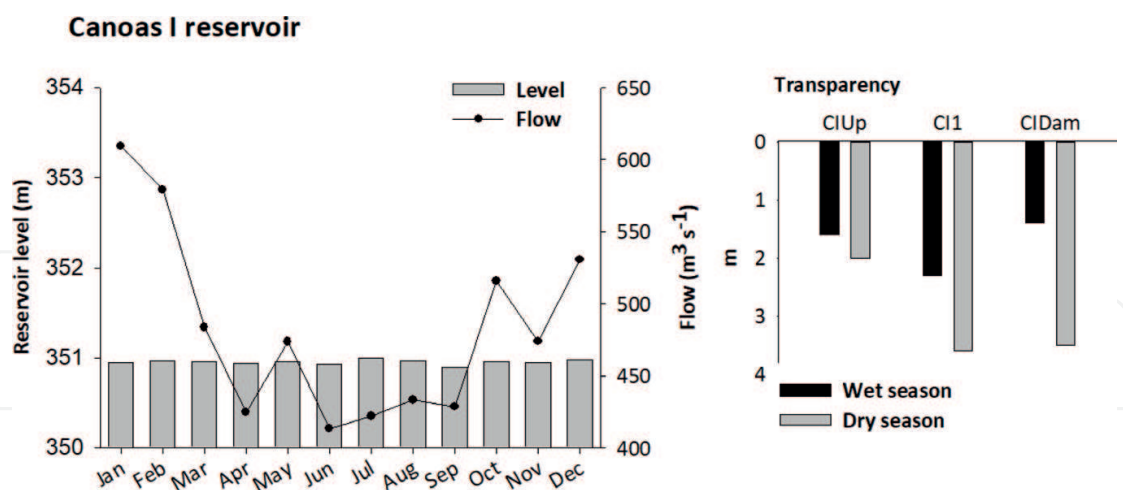 Canoas I reservoir
354
353
352
351
350
Reservoir level (m)
Level
Flow
650
600
550
500
450
400
Flow (m³ s⁻¹)
Jan Feb Mar Apr May Jun Jul Aug Sep Oct Nov Dec
Transparency
CIUp CI1 CIDam
0
1
2
3
4
m
Wet season
Dry season